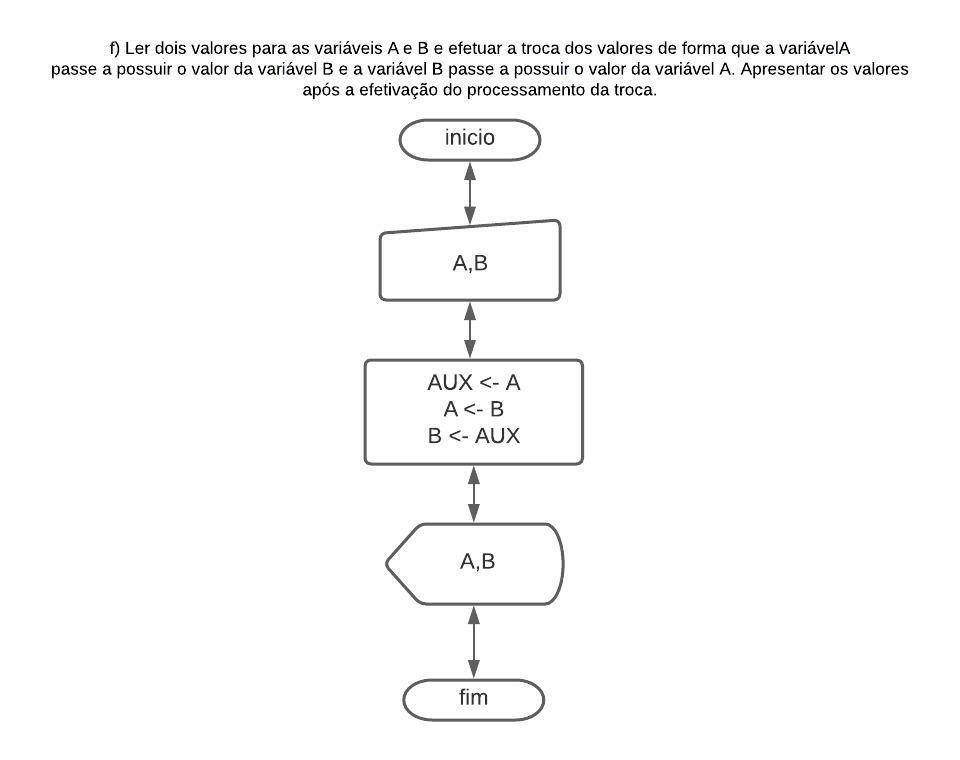 f) Ler dois valores para as variáveis A e B e efetuar a troca dos valores de forma que a variávelA
passe a possuir o valor da variável B e a variável B passe a possuir o valor da variável A. Apresentar os valores
após a efetivação do processamento da troca.
inicio
A,B
AUX <- A
A <- B
B <- AUX
A,B
fim